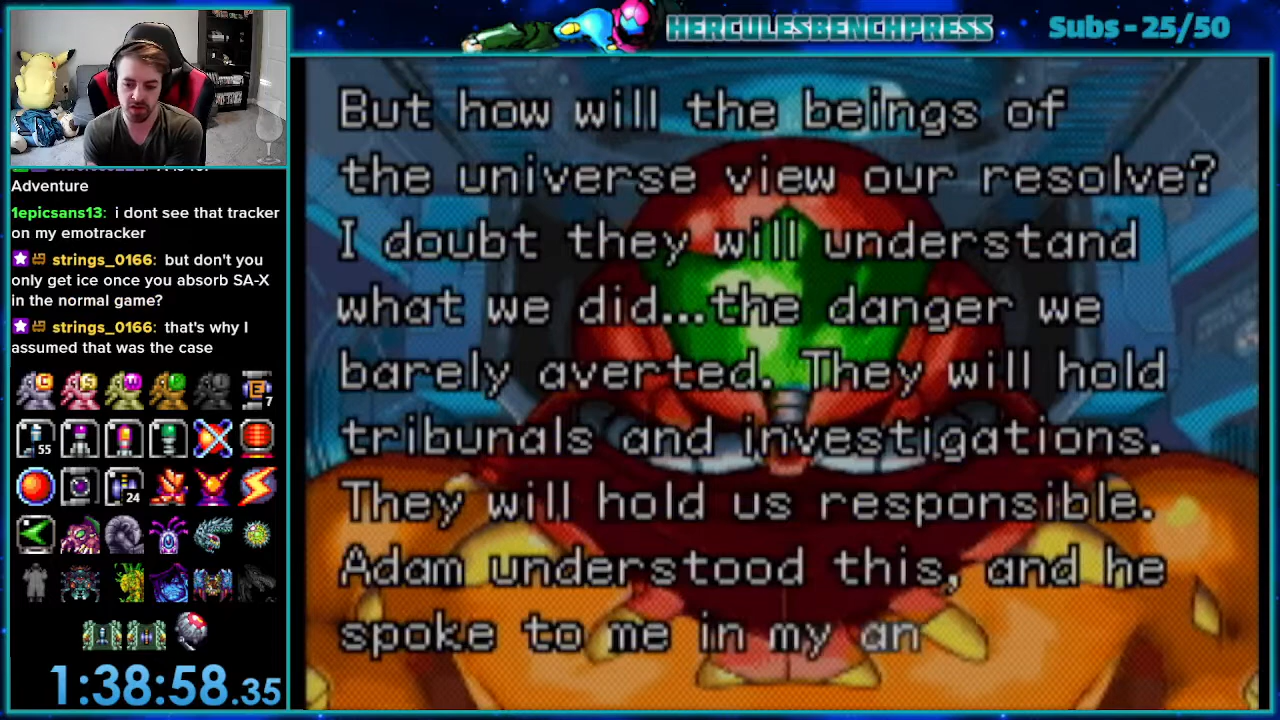 HERCULESBENCHPRESS
Subs - 25/50
Adventure
1epicsans13: i dont see that tracker
on my emotracker
strings_0166: but don't you
only get ice once you absorb SA-X
in the normal game?
strings_0166: that's why I
assumed that was the case
C
S
W
P
I
E
7
55
24
1:38:58.35
But how will the beings of
the universe view our resolve?
I doubt they will understand
what we did...the danger we
barely averted. They will hold
tribunals and investigations.
They will hold us responsible.
Adam understood this, and he
spoke to me in my an